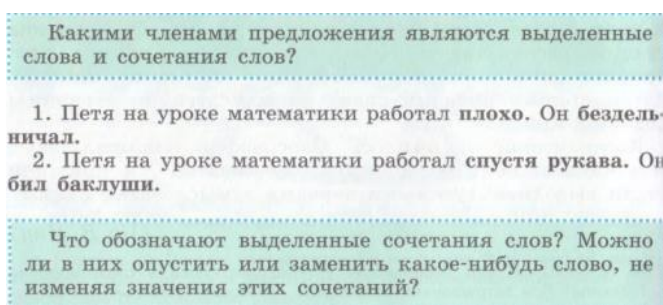 Какими членами предложения являются выделенные
слова и сочетания слов?
1. Петя на уроке математики работал плохо. Он бездель-
ничал.
2. Петя на уроке математики работал спустя рукава. Он
бил баклуши.
Что обозначают выделенные сочетания слов? Можно
ли в них опустить или заменить какое-нибудь слово, не
изменяя значения этих сочетаний?